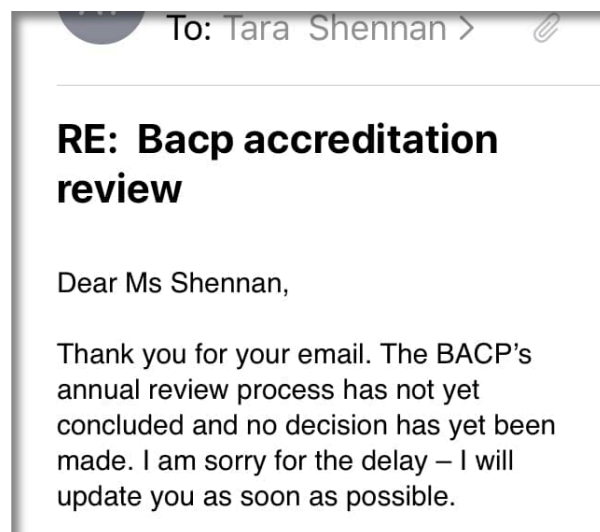 To: Tara Shennan >
RE: Bacp accreditation
review
Dear Ms Shennan,
Thank you for your email. The BACP’s
annual review process has not yet
concluded and no decision has yet been
made. I am sorry for the delay – I will
update you as soon as possible.